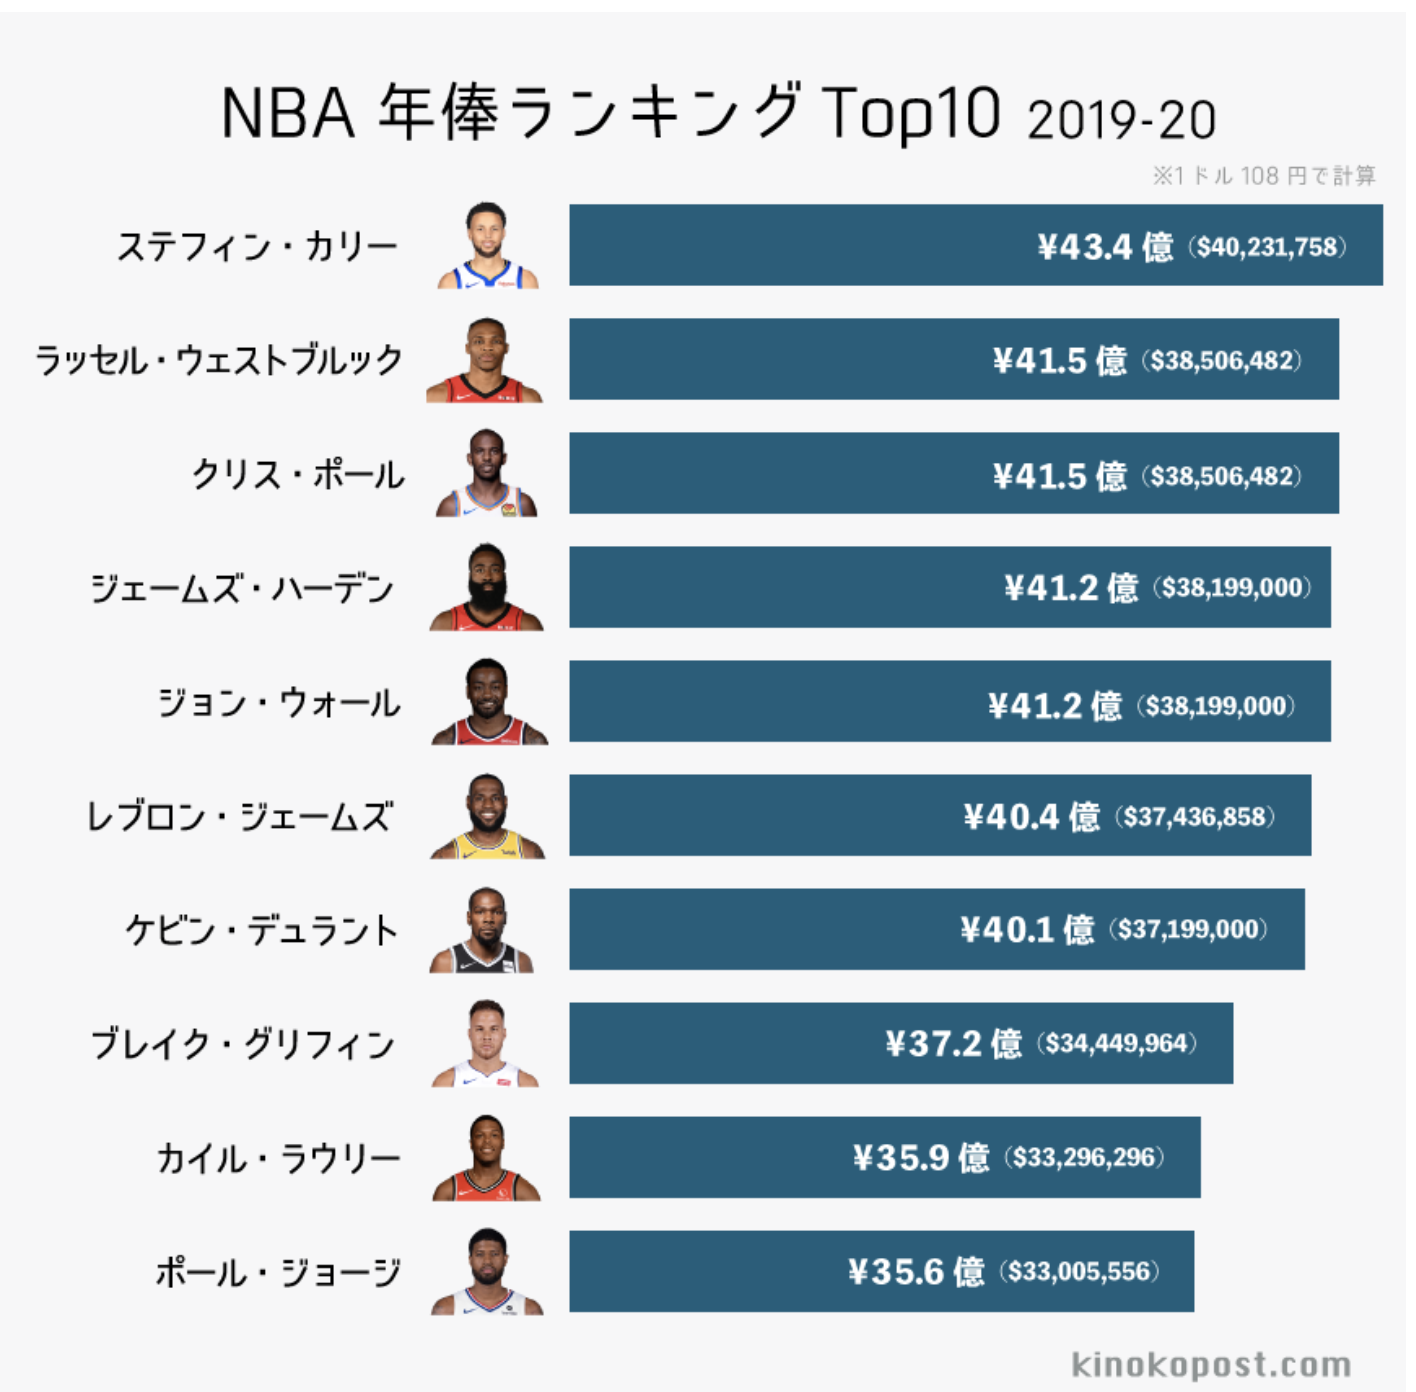 NBA 年俸ランキング Top10 2019-20
※1 ドル 108 円で計算
ステフィン・カリー ¥43.4 億（$40,231,758）
ラッセル・ウェストブルック ¥41.5 億（$38,506,482）
クリス・ポール ¥41.5 億（$38,506,482）
ジェームズ・ハーデン ¥41.2 億（$38,199,000）
ジョン・ウォール ¥41.2 億（$38,199,000）
レブロン・ジェームズ ¥40.4 億（$37,436,858）
ケビン・デュラント ¥40.1 億（$37,199,000）
ブレイク・グリフィン ¥37.2 億（$34,449,964）
カイル・ラウリー ¥35.9 億（$33,296,296）
ポール・ジョージ ¥35.6 億（$33,005,556）
kinokopost.com